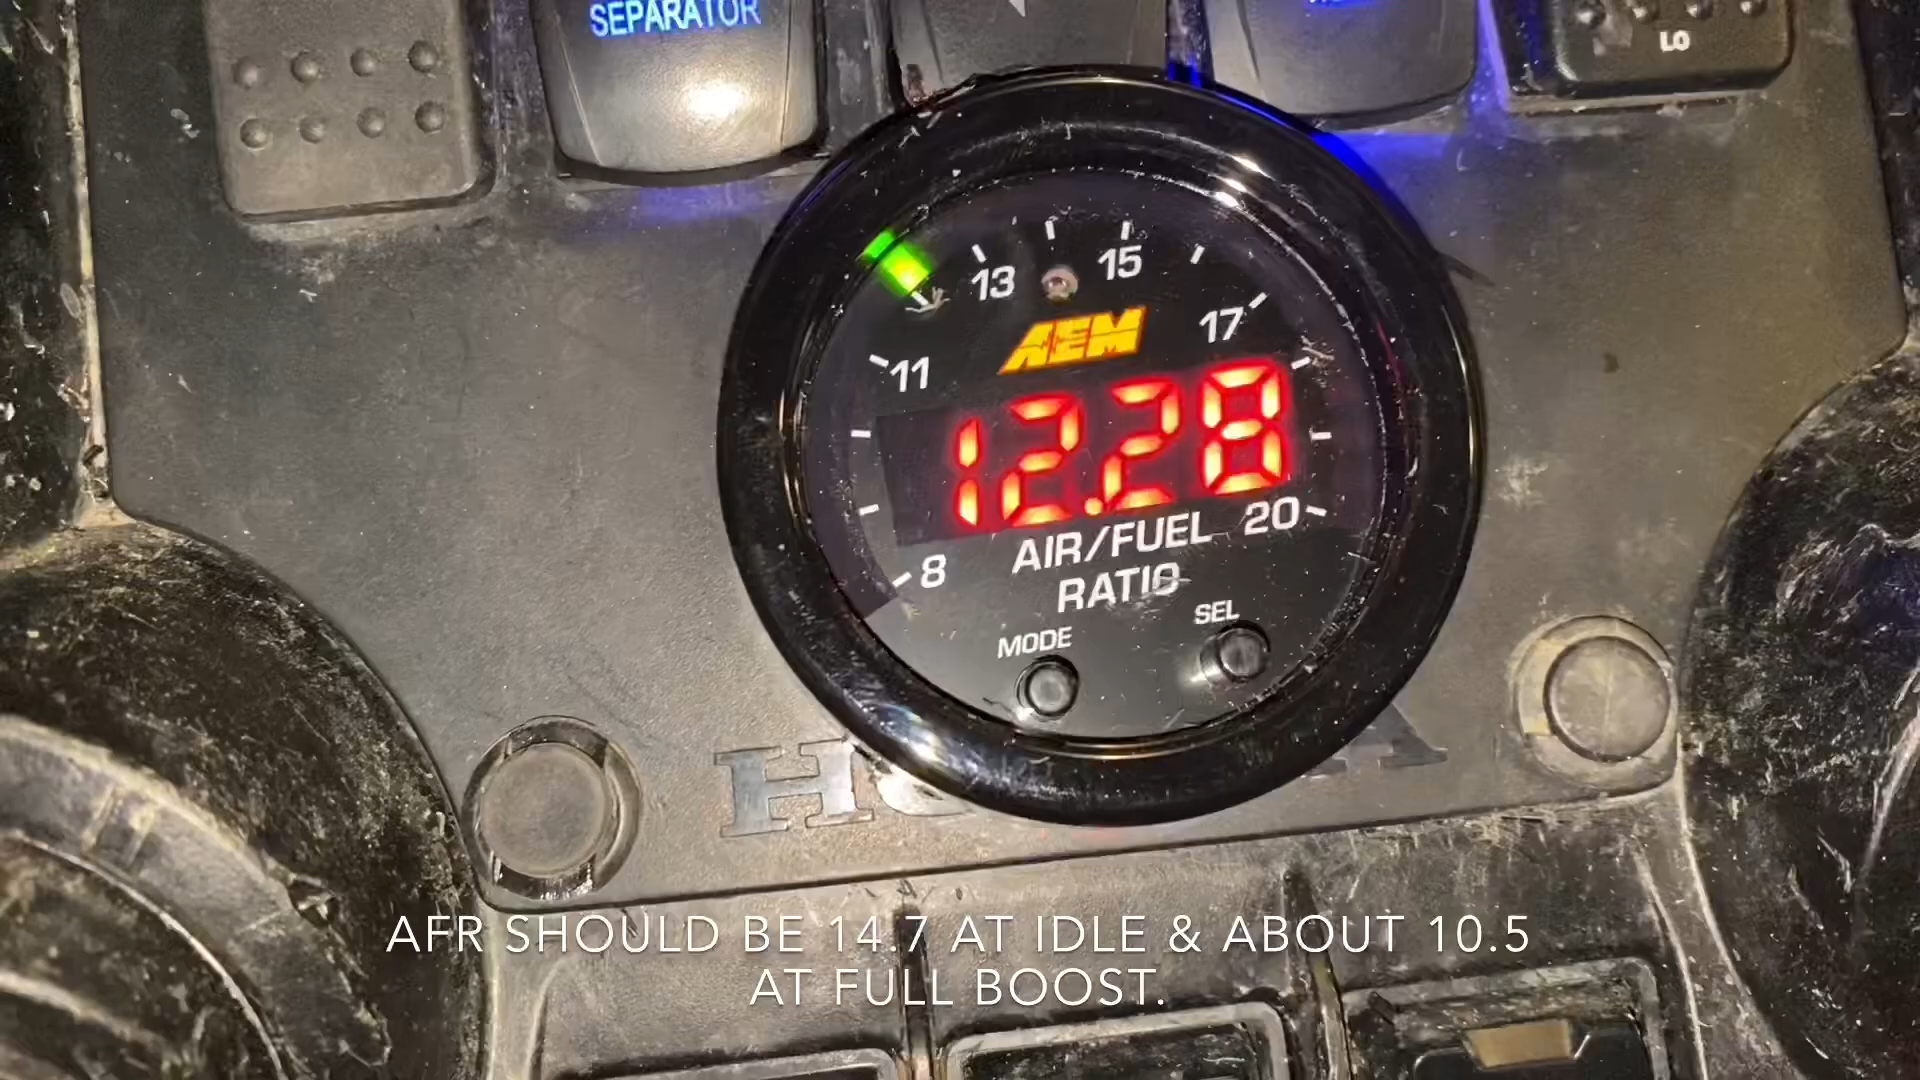 SEPARATOR
LO
13
15
17
11
AEM
12.28
AIR/FUEL
RATIO
20
8
MODE
SEL
AFR SHOULD BE 14.7 AT IDLE & ABOUT 10.5
AT FULL BOOST.